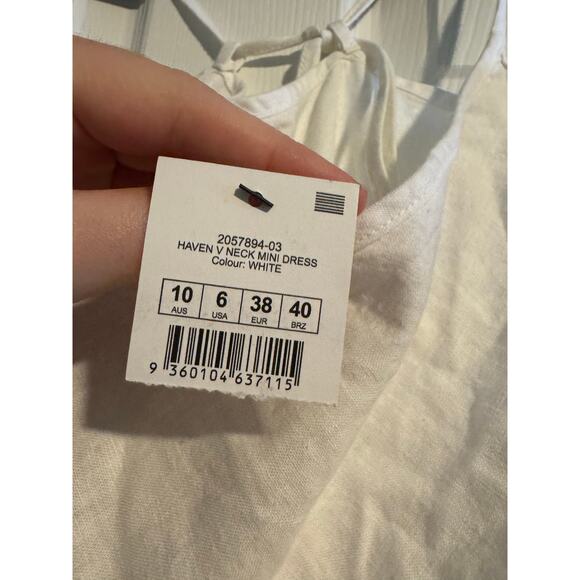 2057894-03
HAVEN V NECK MINI DRESS
Colour: WHITE
10 6 38 40
AUS USA EUR BRZ
9 360104 637115